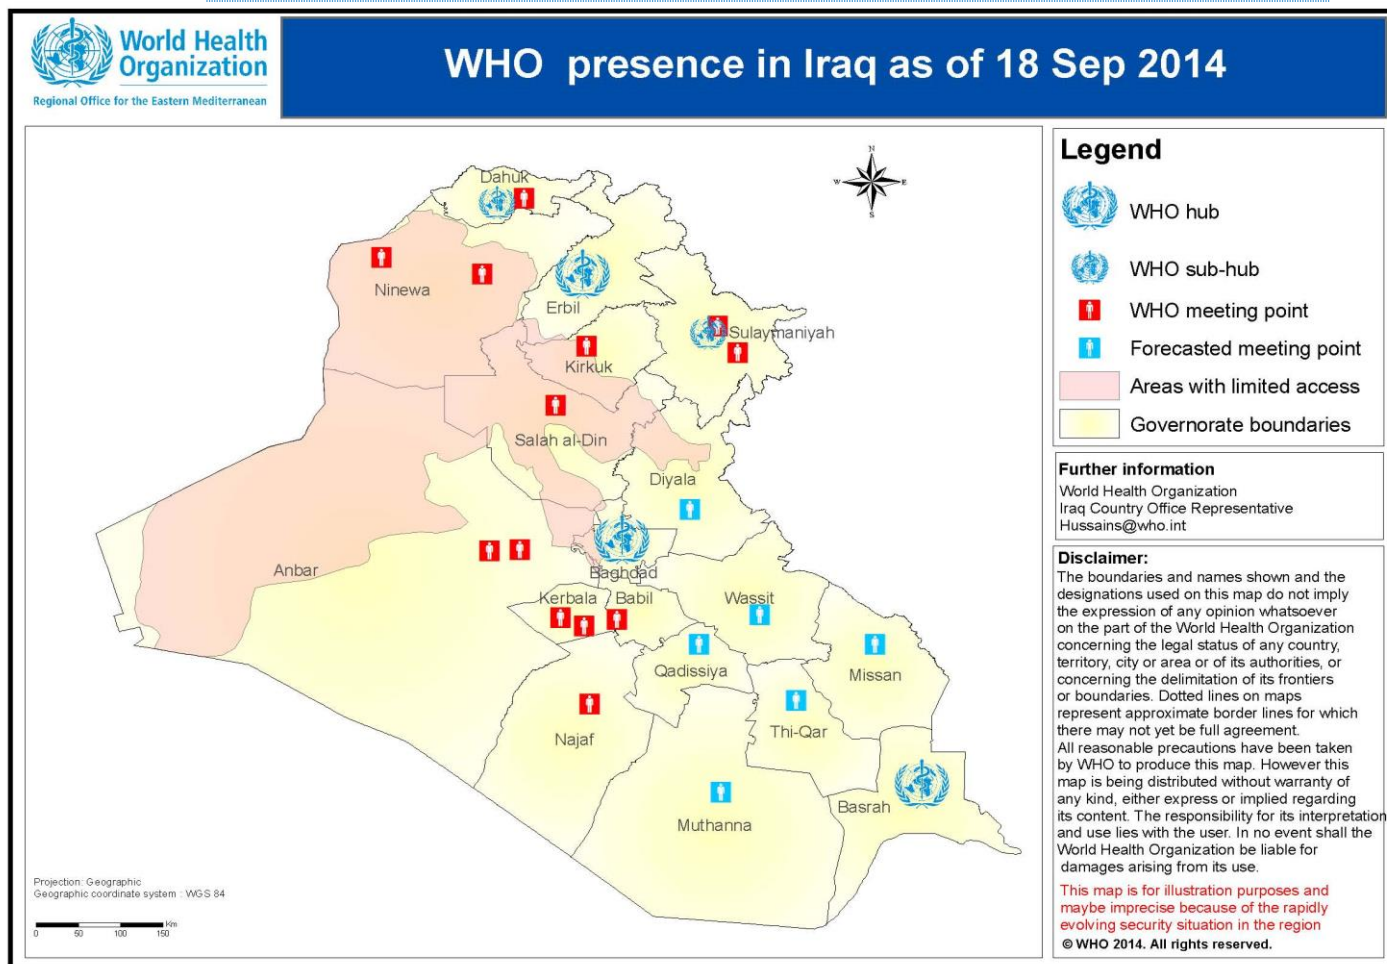 World Health
Organization
Regional Office for the Eastern Mediterranean
WHO presence in Iraq as of 18 Sep 2014
N
W
E
S
Dahuk
Ninewa
Erbil
Sulaymaniyah
Kirkuk
Salah al-Din
Diyala
Anbar
Baghdad
Kerbala
Babil
Wassit
Qadissiya
Missan
Najaf
Thi-Qar
Muthanna
Basrah
Projection: Geographic
Geographic coordinate system : WGS 84
Km
0 50 100 150
Legend
WHO hub
WHO sub-hub
WHO meeting point
Forecasted meeting point
Areas with limited access
Governorate boundaries
Further information
World Health Organization
Iraq Country Office Representative
Hussains@who.int
Disclaimer:
The boundaries and names shown and the
designations used on this map do not imply
the expression of any opinion whatsoever
on the part of the World Health Organization
concerning the legal status of any country,
territory, city or area or of its authorities, or
concerning the delimitation of its frontiers
or boundaries. Dotted lines on maps
represent approximate border lines for which
there may not yet be full agreement.
All reasonable precautions have been taken
by WHO to produce this map. However this
map is being distributed without warranty of
any kind, either express or implied regarding
its content. The responsibility for its interpretation
and use lies with the user. In no event shall the
World Health Organization be liable for
damages arising from its use.
This map is for illustration purposes and
maybe imprecise because of the rapidly
evolving security situation in the region
© WHO 2014. All rights reserved.